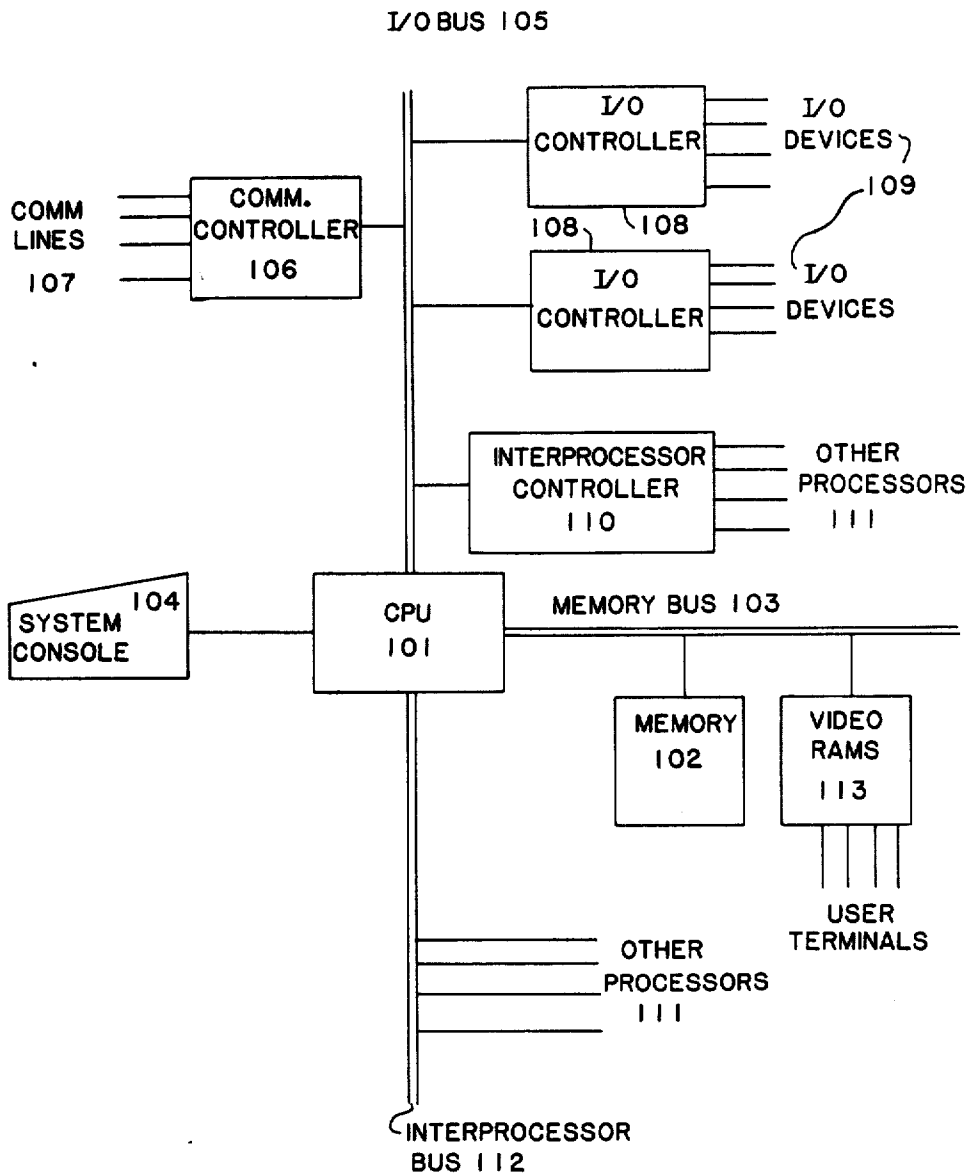 I/O BUS 105
I/O
CONTROLLER
108
I/O
DEVICES
109
COMM
LINES
107
COMM.
CONTROLLER
106
108
I/O
CONTROLLER
I/O
DEVICES
INTERPROCESSOR
CONTROLLER
110
OTHER
PROCESSORS
111
104
SYSTEM
CONSOLE
CPU
101
MEMORY BUS 103
MEMORY
102
VIDEO
RAMS
113
USER
TERMINALS
OTHER
PROCESSORS
111
INTERPROCESSOR
BUS 112